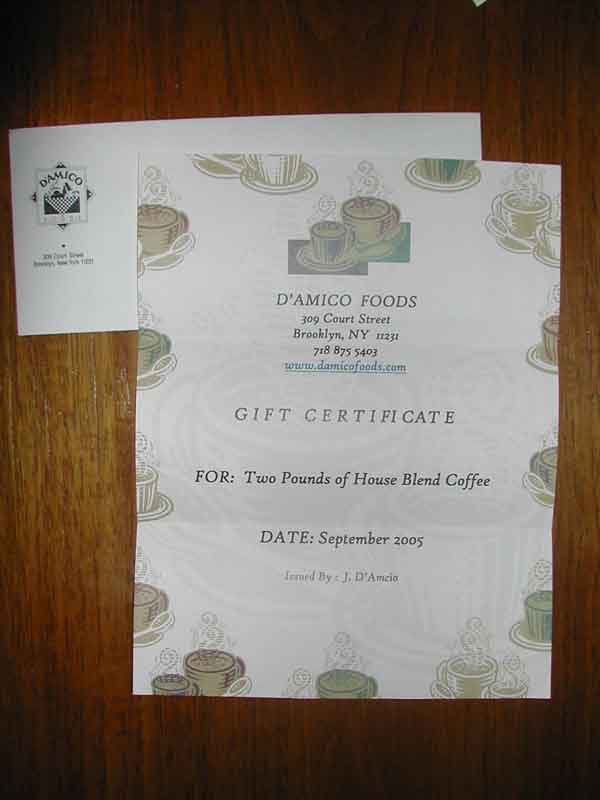 D'AMICO
309 Court Street
Brooklyn, New York 11231
D'AMICO FOODS
309 Court Street
Brooklyn, NY 11231
718 875 5403
www.damicofoods.com
GIFT CERTIFICATE
FOR: Two Pounds of House Blend Coffee
DATE: September 2005
Issued By : J. D'Amcio